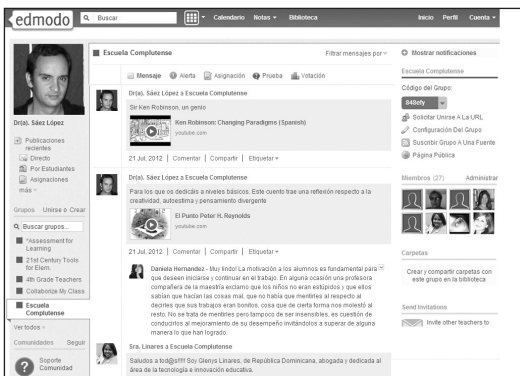 edmodo
Buscar
Calendario
Notas
Biblioteca
Inicio
Perfil
Cuenta
Dr(a). Sáez López
Publicaciones
recientes
Directo
Por Estudiantes
Asignaciones
más
Grupos
Unirse o Crear
Buscar grupos...
*Assessment for
Learning
21st Century Tools
for Elem.
4th Grade Teachers
Collaborize My Class
Escuela
Complutense
Ver todos
Comunidades
Seguir
Soporte
Comunidad
Escuela Complutense
Filtrar mensajes por
Mensaje
Alerta
Asignación
Prueba
Votación
Dr(a). Sáez López a Escuela Complutense
Sir Ken Robinson, un genio
Ken Robinson: Changing Paradigms (Spanish)
youtube.com
21 Jul, 2012 | Comentar | Compartir | Etiquetar
Dr(a). Sáez López a Escuela Complutense
Para los que os dedicáis a niveles básicos. Este cuento trae una reflexión respecto a la
creatividad, autoestima y pensamiento divergente
El Punto Peter H. Reynolds
youtube.com
21 Jul, 2012 | Comentar | Compartir | Etiquetar
Daniela Hernandez - Muy lindo! La motivación a los alumnos es fundamental para
que deseen iniciarse y continuar en el trabajo. En alguna ocasión una profesora
compañera de la maestría exclamo que los niños no eran estúpidos y que ellos
sabían que hacían las cosas mal, que no había que mentirles al respecto al
decirles que sus trabajos eran bonitos, cosa que de cierta forma nos molestó al
resto. No se trata de mentirles pero tampoco de ser insensibles, es cuestión de
conducirlos al mejoramiento de su desempeño invitándolos a superar de alguna
manera lo que han logrado.
Sra. Linares a Escuela Complutense
Saludos a tod@s!!!!! Soy Glenys Linares, de República Dominicana, abogada y dedicada al
área de la tecnología e innovación educativa.
Mostrar notificaciones
Escuela Complutense
Código del Grupo:
848efy
Solicitar Unirse A La URL
Configuración Del Grupo
Suscribir Grupo A Una Fuente
Página Pública
Miembros (27)
Administrar
Carpetas
Crear y compartir carpetas con
este grupo en la biblioteca
Send Invitations
Invite other teachers to